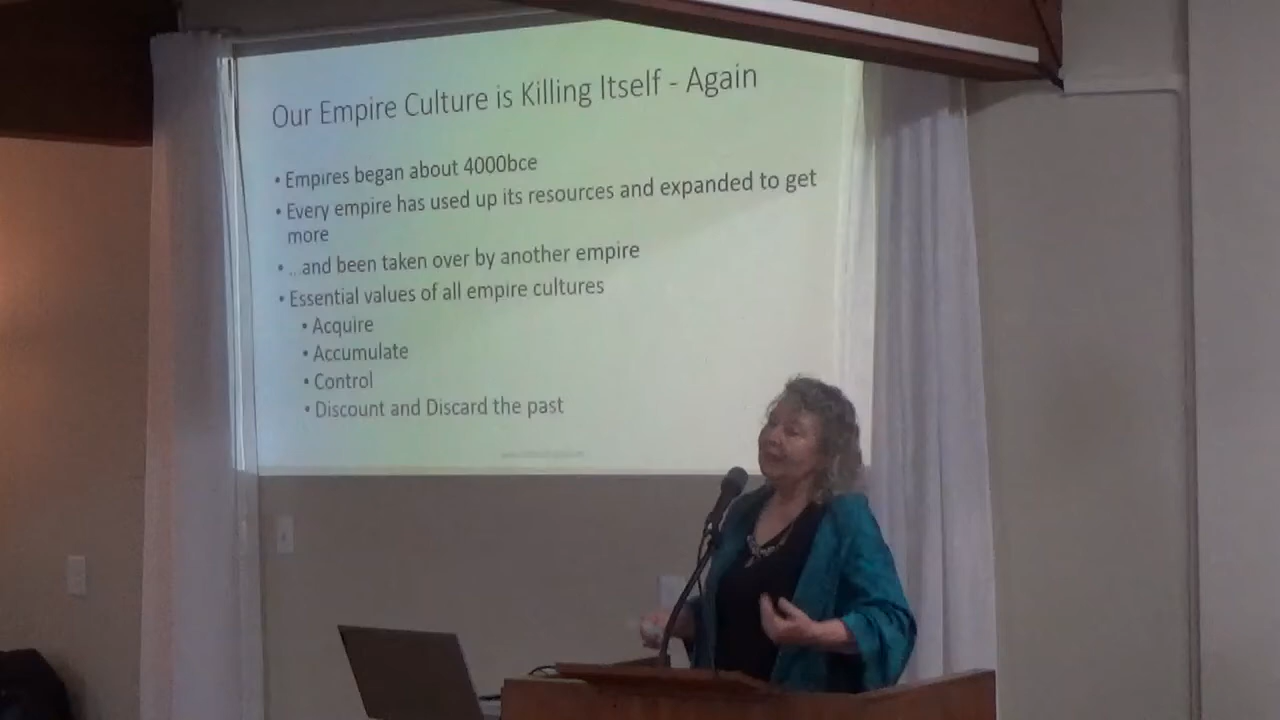 Our Empire Culture is Killing Itself - Again
• Empires began about 4000bce
• Every empire has used up its resources and expanded to get
more
• ...and been taken over by another empire
• Essential values of all empire cultures
• Acquire
• Accumulate
• Control
• Discount and Discard the past